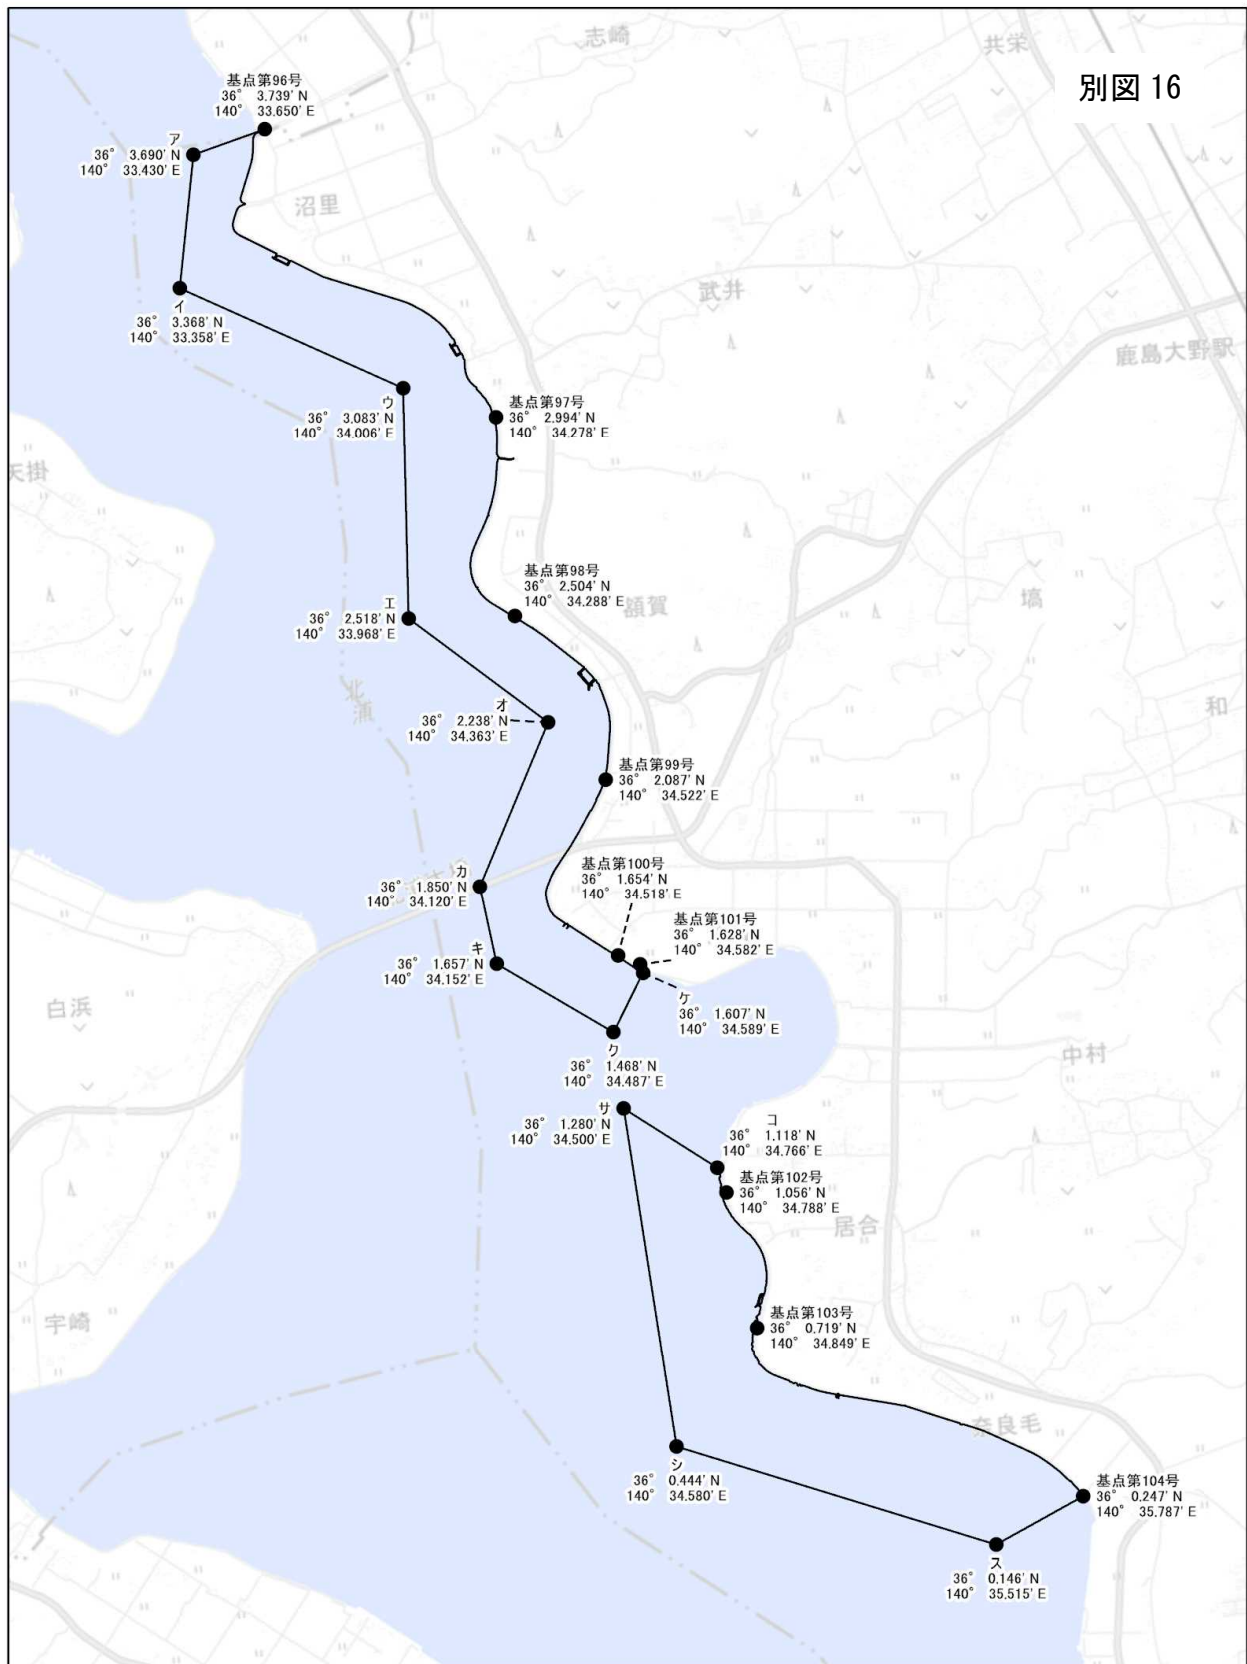 別図 16
志崎
共栄
基点第96号
36° 3.739' N
140° 33.650' E
ア
36° 3.690' N
140° 33.430' E
沼里
イ
36° 3.368' N
140° 33.358' E
武井
鹿島大野駅
ウ
36° 3.083' N
140° 34.006' E
基点第97号
36° 2.994' N
140° 34.278' E
天掛
基点第98号
36° 2.504' N
140° 34.288' E
額賀
塙
エ
36° 2.518' N
140° 33.968' E
北浦
和
オ
36° 2.238' N
140° 34.363' E
基点第99号
36° 2.087' N
140° 34.522' E
カ
36° 1.850' N
140° 34.120' E
基点第100号
36° 1.654' N
140° 34.518' E
基点第101号
36° 1.628' N
140° 34.582' E
キ
36° 1.657' N
140° 34.152' E
白浜
ケ
36° 1.607' N
140° 34.589' E
中村
ク
36° 1.468' N
140° 34.487' E
サ
36° 1.280' N
140° 34.500' E
コ
36° 1.118' N
140° 34.766' E
基点第102号
36° 1.056' N
140° 34.788' E
居合
宇崎
基点第103号
36° 0.719' N
140° 34.849' E
奈良毛
シ
36° 0.444' N
140° 34.580' E
基点第104号
36° 0.247' N
140° 35.787' E
ス
36° 0.146' N
140° 35.515' E